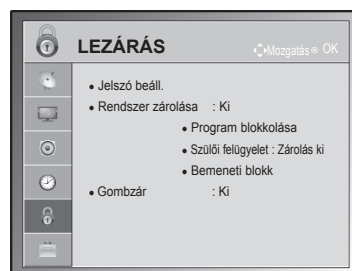 LEZÁRÁS
Mozgatás OK
• Jelszó beáll.
• Rendszer zárolása : Ki
• Program blokkolása
• Szülői felügyelet : Zárolás ki
• Bemeneti blokk
• Gombzár : Ki